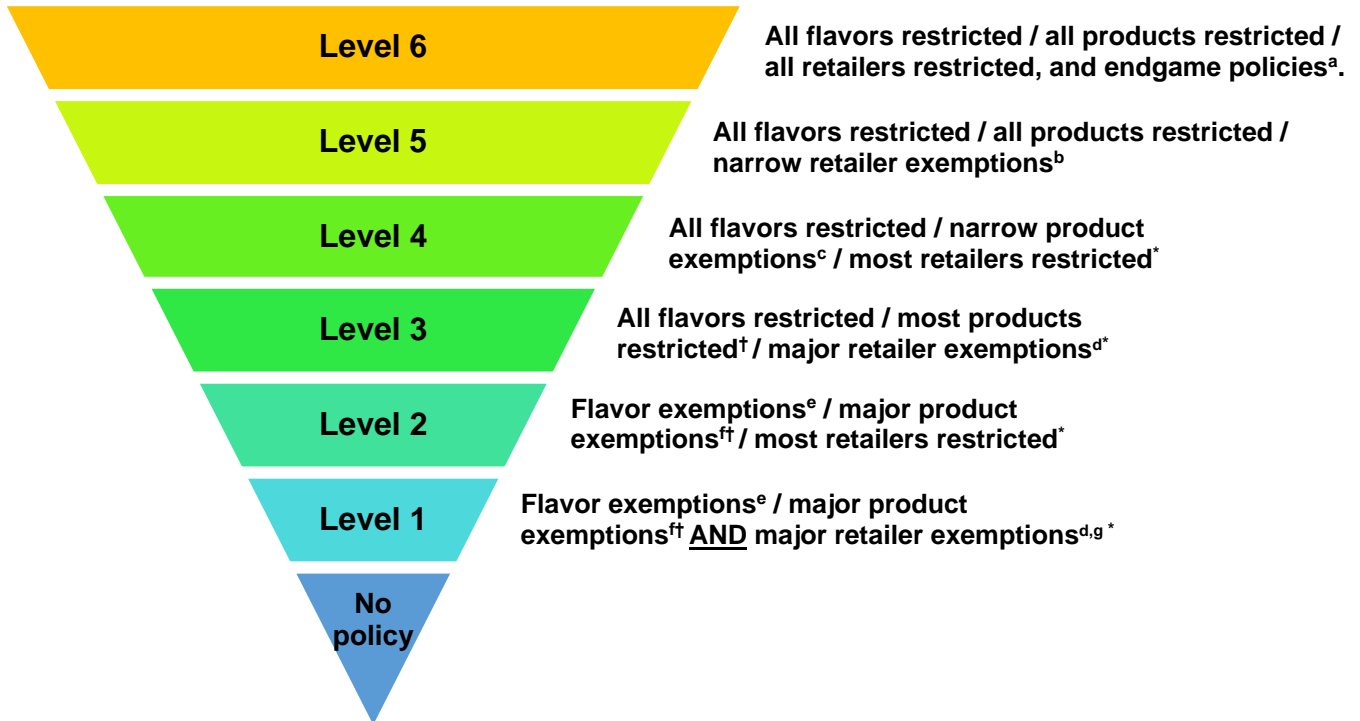 Level 6
All flavors restricted / all products restricted /
all retailers restricted, and endgame policiesᵃ.
Level 5
All flavors restricted / all products restricted /
narrow retailer exemptionsᵇ
Level 4
All flavors restricted / narrow product
exemptionsᶜ / most retailers restricted*
Level 3
All flavors restricted / most products
restricted† / major retailer exemptionsᵈ*
Level 2
Flavor exemptionsᵉ / major product
exemptionsᶠ† / most retailers restricted*
Level 1
Flavor exemptionsᵉ / major product
exemptionsᶠ† AND major retailer exemptionsᵈ,ᵍ *
No
policy